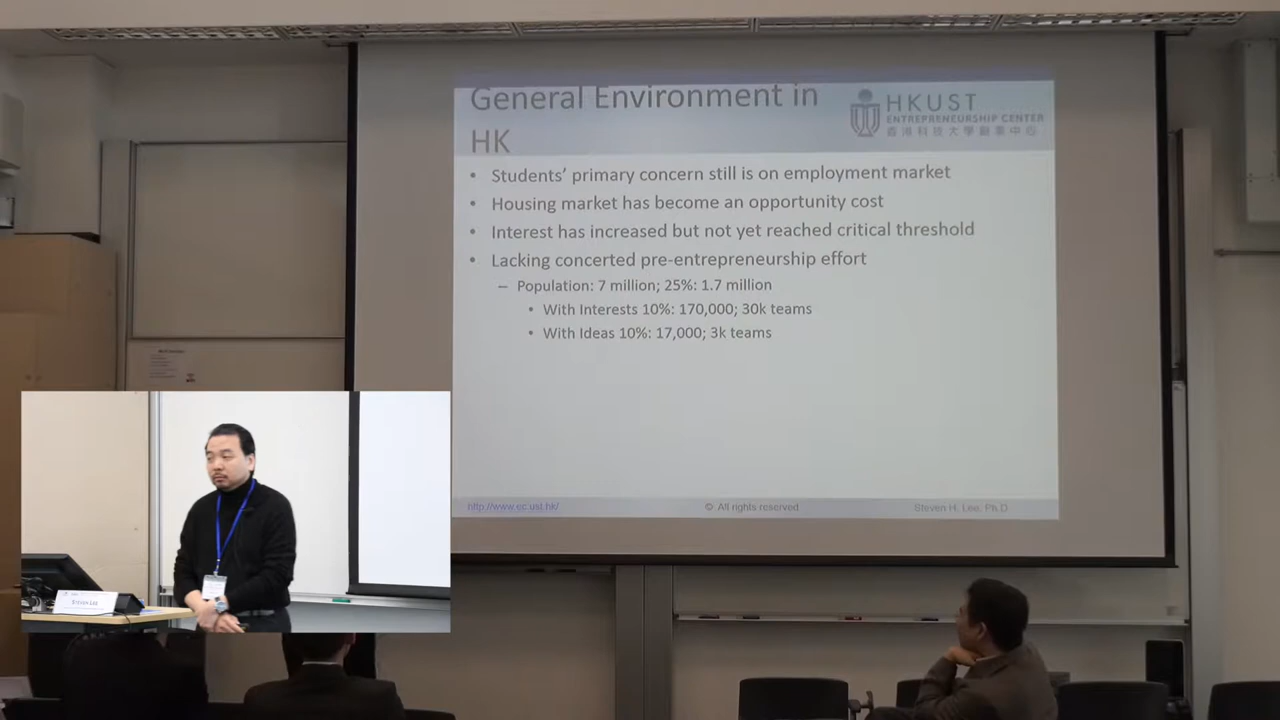 General Environment in
HK
HKUST
ENTREPRENEURSHIP CENTER
香港科技大學創業中心
• Students' primary concern still is on employment market
• Housing market has become an opportunity cost
• Interest has increased but not yet reached critical threshold
• Lacking concerted pre-entrepreneurship effort
– Population: 7 million; 25%: 1.7 million
• With Interests 10%: 170,000; 30k teams
• With Ideas 10%: 17,000; 3k teams
http://www.ec.ust.hk/
© All rights reserved
Steven H. Lee, Ph.D.
STEVEN LEE